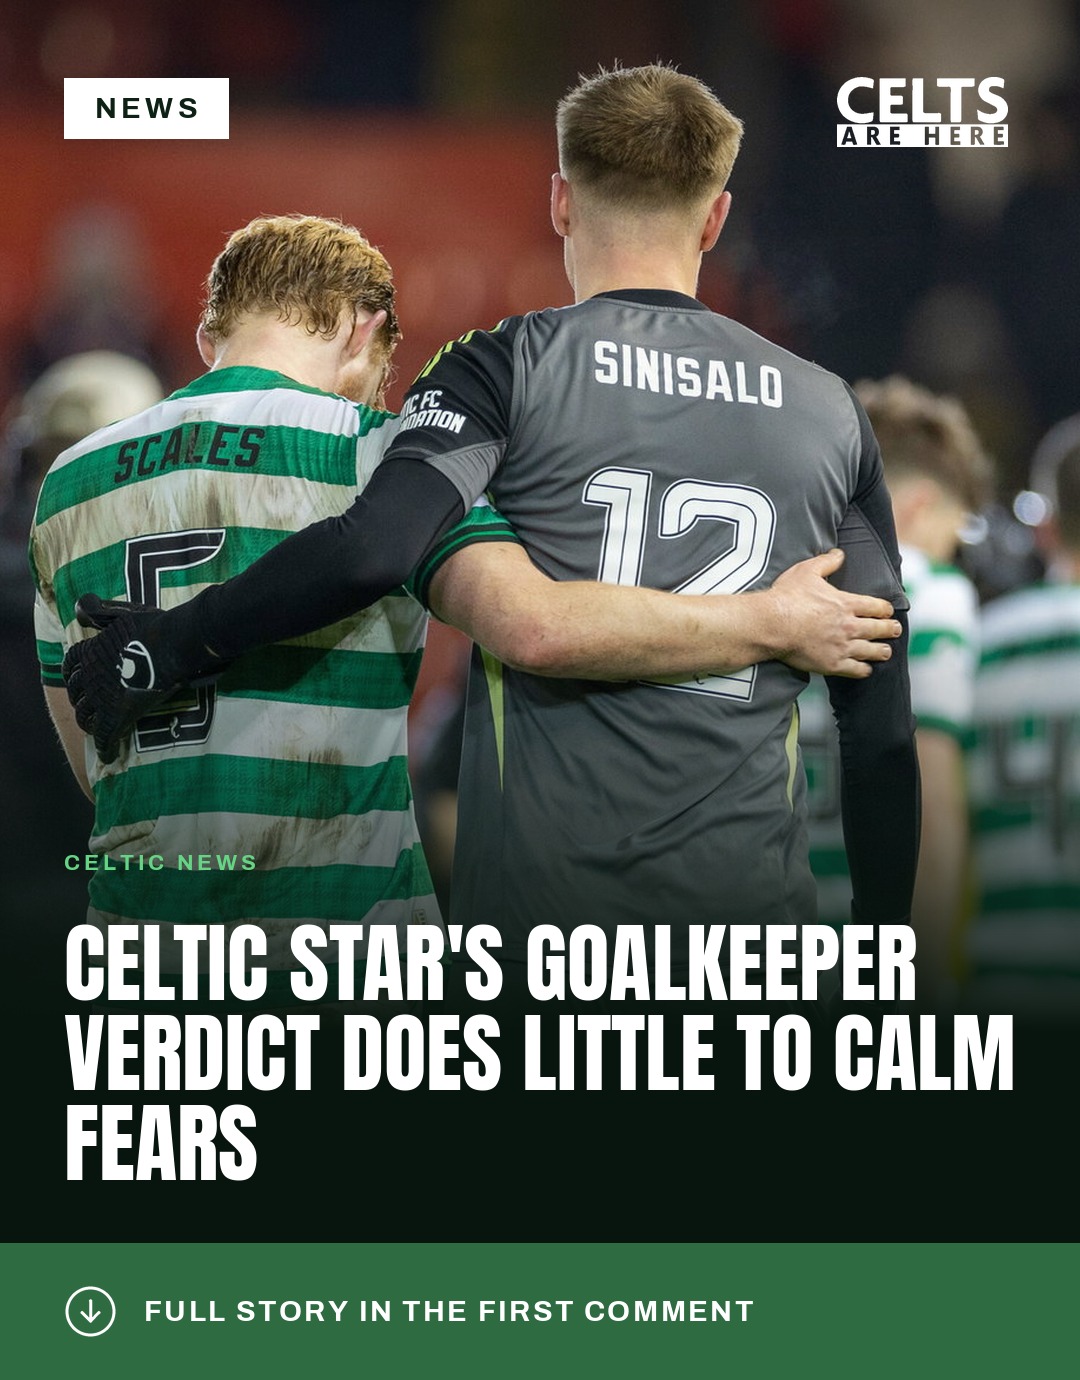 NEWS
CELTS
ARE HERE
SINISALO
SCALES
FOUNDATION
12
5
CELTIC NEWS
CELTIC STAR'S GOALKEEPER
VERDICT DOES LITTLE TO CALM
FEARS
FULL STORY IN THE FIRST COMMENT